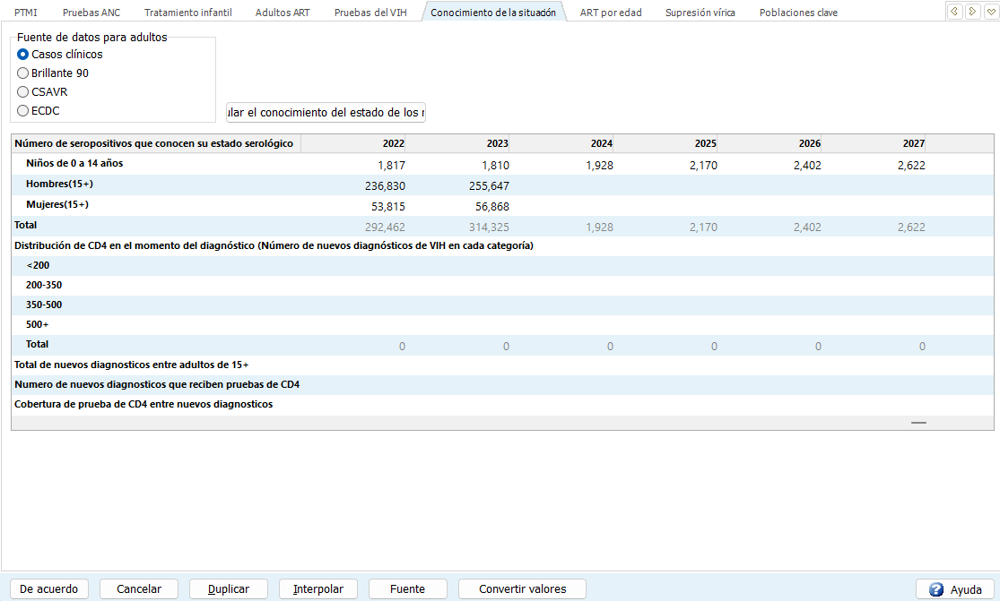 PTMI Pruebas ANC Tratamiento infantil Adultos ART Pruebas del VIH Conocimiento de la situación ART por edad Supresión vírica Poblaciones clave
Fuente de datos para adultos
Casos clínicos
Brillante 90
CSAVR
ECDC
ular el conocimiento del estado de los
Número de seropositivos que conocen su estado serológico 2022 2023 2024 2025 2026 2027
Niños de 0 a 14 años 1,817 1,810 1,928 2,170 2,402 2,622
Hombres(15+) 236,830 255,647
Mujeres(15+) 53,815 56,868
Total 292,462 314,325 1,928 2,170 2,402 2,622
Distribución de CD4 en el momento del diagnóstico (Número de nuevos diagnósticos de VIH en cada categoría)
<200
200-350
350-500
500+
Total 0 0 0 0 0 0
Total de nuevos diagnosticos entre adultos de 15+
Numero de nuevos diagnosticos que reciben pruebas de CD4
Cobertura de prueba de CD4 entre nuevos diagnosticos
De acuerdo Cancelar Duplicar Interpolar Fuente Convertir valores Ayuda